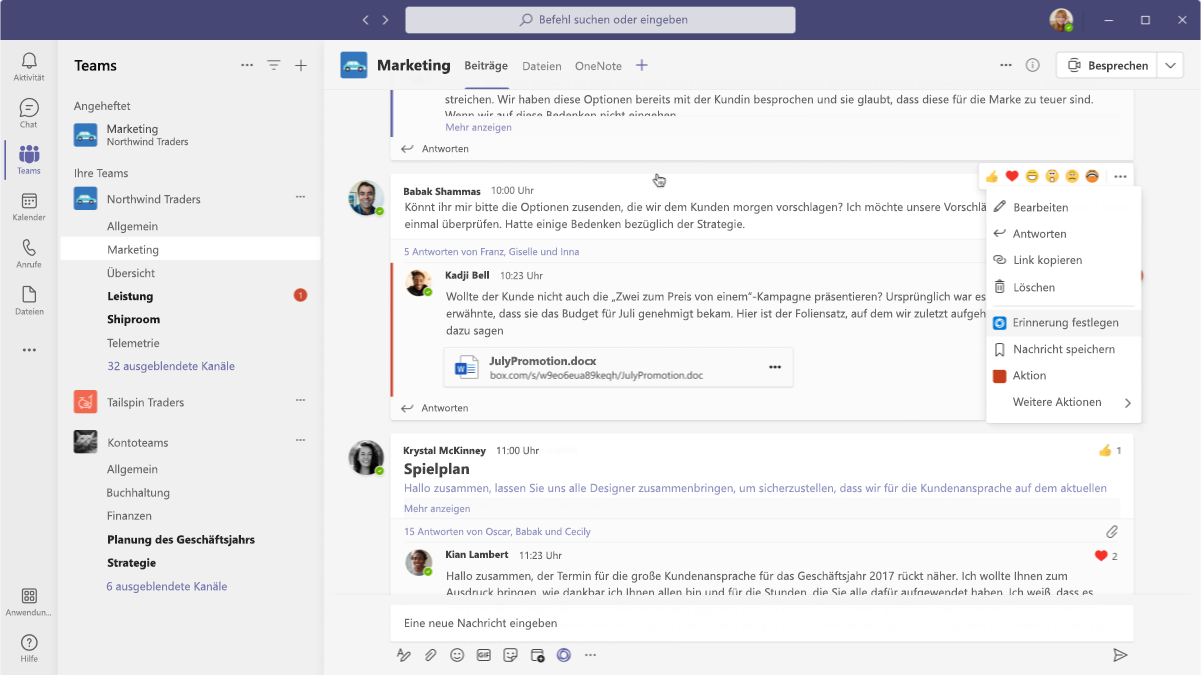 Befehl suchen oder eingeben
Aktivität
Chat
Teams
Kalender
Anrufe
Dateien
Anwendun...
Hilfe
Teams
Angeheftet
Marketing
Northwind Traders
Ihre Teams
Northwind Traders
Allgemein
Marketing
Übersicht
Leistung
1
Shiproom
Telemetrie
32 ausgeblendete Kanäle
Tailspin Traders
Kontoteams
Allgemein
Buchhaltung
Finanzen
Planung des Geschäftsjahrs
Strategie
6 ausgeblendete Kanäle
Marketing Beiträge Dateien OneNote
Besprechen
streichen. Wir haben diese Optionen bereits mit der Kundin besprochen und sie glaubt, dass diese für die Marke zu teuer sind.
Wenn wir auf diese Bedenken nicht eingehen
Mehr anzeigen
Antworten
Babak Shammas 10:00 Uhr
Könnt ihr mir bitte die Optionen zusenden, die wir dem Kunden morgen vorschlagen? Ich möchte unsere Vorschlä
einmal überprüfen. Hatte einige Bedenken bezüglich der Strategie.
5 Antworten von Franz, Giselle und Inna
Kadji Bell 10:23 Uhr
Wollte der Kunde nicht auch die „Zwei zum Preis von einem“-Kampagne präsentieren? Ursprünglich war es
erwähnte, dass sie das Budget für Juli genehmigt bekam. Hier ist der Foliensatz, auf dem wir zuletzt aufgeh
dazu sagen
JulyPromotion.docx
box.com/s/w9eo6eua89keqh/JulyPromotion.doc
Antworten
Bearbeiten
Antworten
Link kopieren
Löschen
Erinnerung festlegen
Nachricht speichern
Aktion
Weitere Aktionen
Krystal McKinney 11:00 Uhr
1
Spielplan
Hallo zusammen, lassen Sie uns alle Designer zusammenbringen, um sicherzustellen, dass wir für die Kundenansprache auf dem aktuellen
Mehr anzeigen
15 Antworten von Oscar, Babak und Cecily
Kian Lambert 11:23 Uhr
2
Hallo zusammen, der Termin für die große Kundenansprache für das Geschäftsjahr 2017 rückt näher. Ich wollte Ihnen zum
Ausdruck bringen, wie dankbar ich Ihnen allen bin und für die Stunden, die Sie alle dafür aufgewendet haben. Ich weiß, dass es
Eine neue Nachricht eingeben
GIF